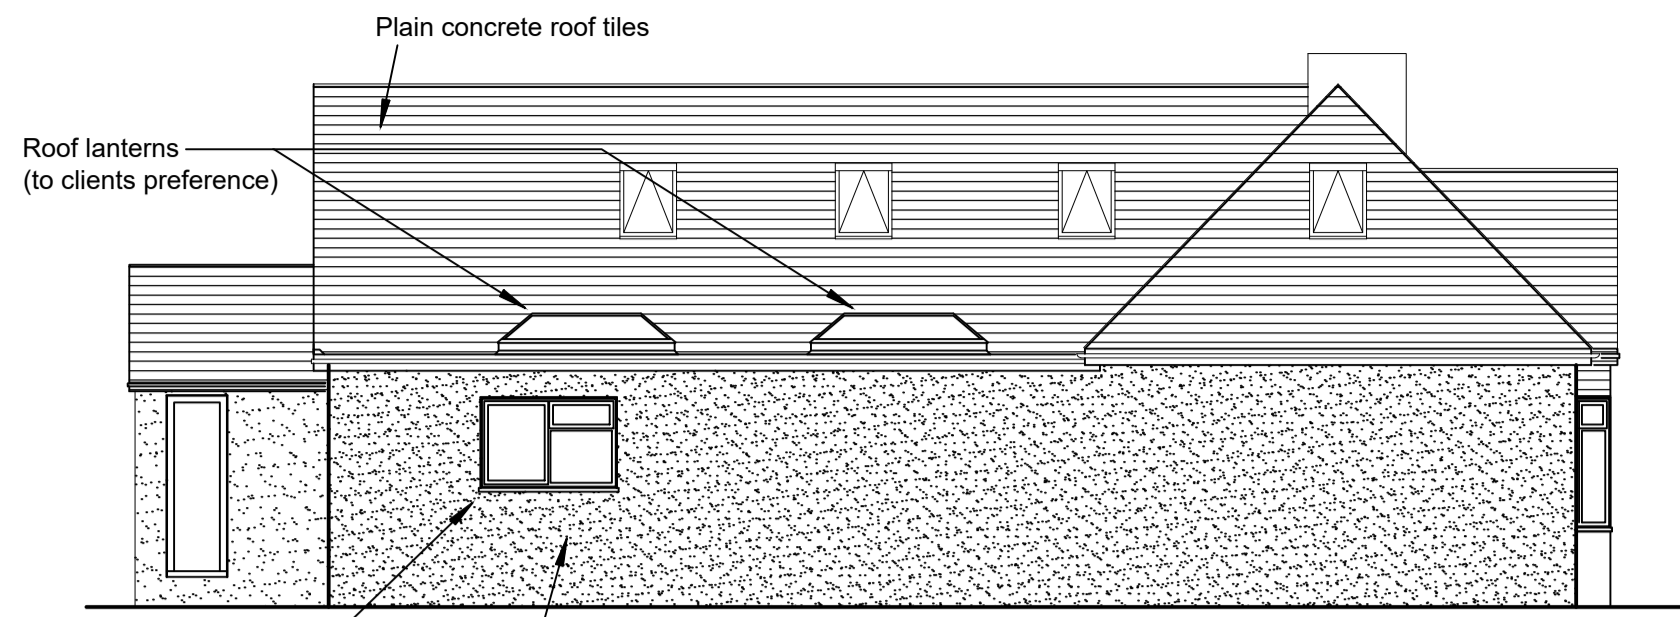 Plain concrete roof tiles
Roof lanterns
(to clients preference)